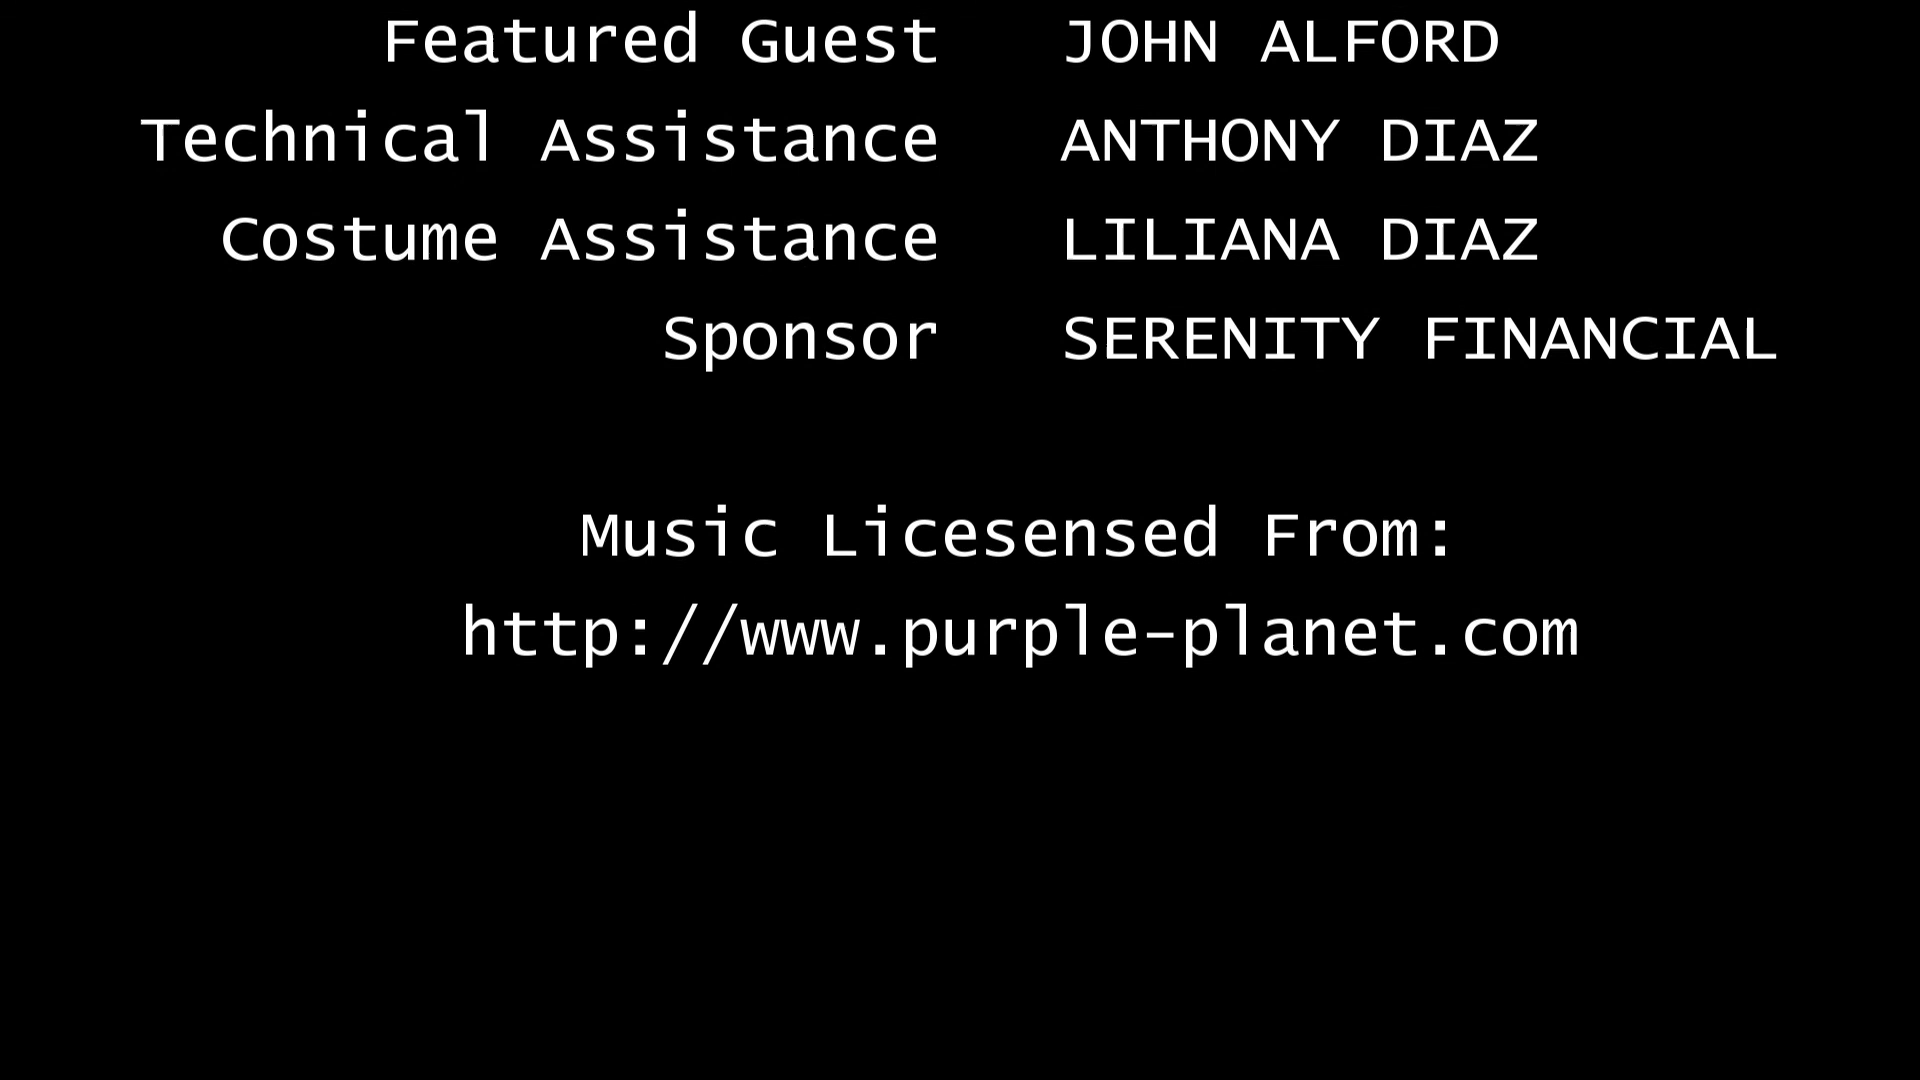 Featured Guest JOHN ALFORD
Technical Assistance ANTHONY DIAZ
Costume Assistance LILIANA DIAZ
Sponsor SERENITY FINANCIAL
Music Licesensed From:
http://www.purple-planet.com